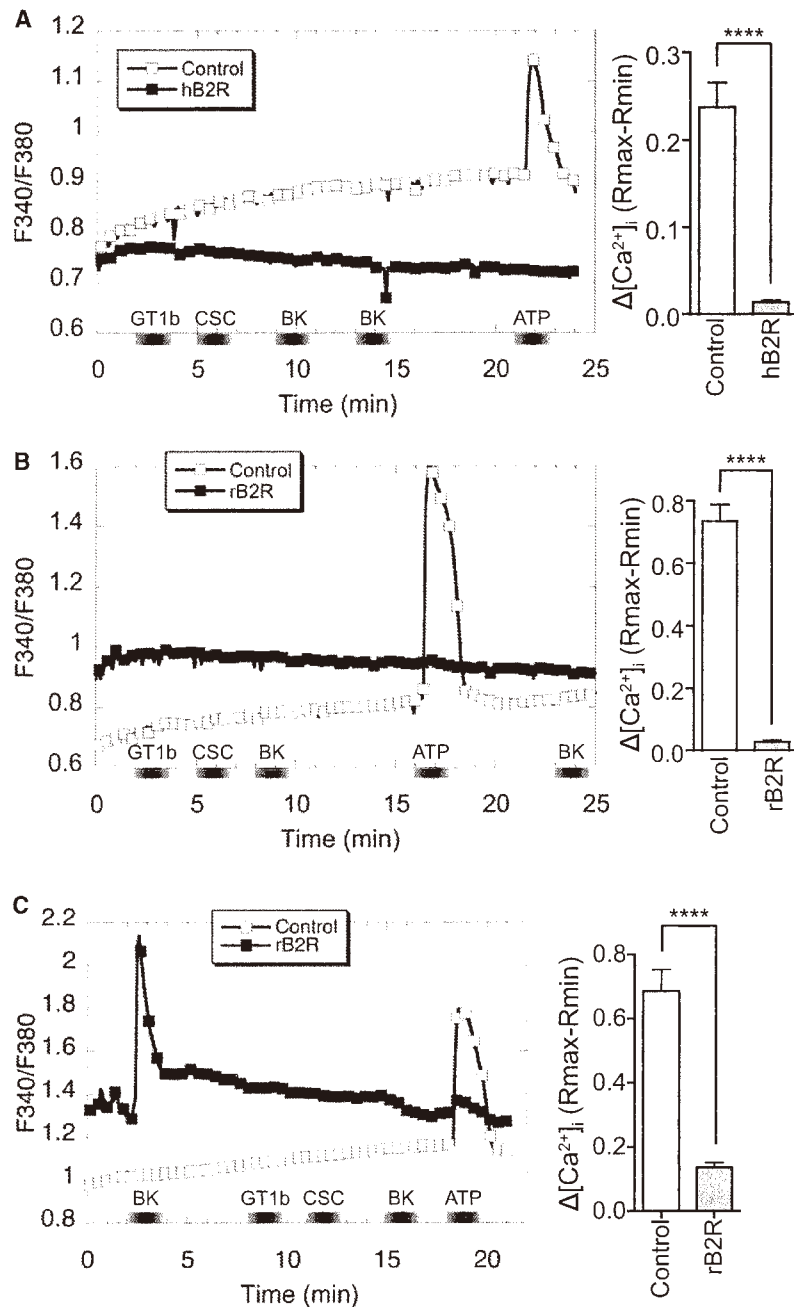 A
1.2
1.1
1
0.9
0.8
0.7
0.6
F340/F380
Control
hB2R
GT1b CSC BK BK ATP
0 5 10 15 20 25
Time (min)
****
Δ[Ca²⁺]ᵢ (Rmax-Rmin)
0.3
0.2
0.1
0.0
Control
hB2R
B
1.6
1.4
1.2
1
0.8
0.6
F340/F380
Control
rB2R
GT1b CSC BK ATP BK
0 5 10 15 20 25
Time (min)
****
Δ[Ca²⁺]ᵢ (Rmax-Rmin)
0.8
0.6
0.4
0.2
0.0
Control
rB2R
C
2.2
2
1.8
1.6
1.4
1.2
1
0.8
F340/F380
Control
rB2R
BK GT1b CSC BK ATP
0 5 10 15 20
Time (min)
****
Δ[Ca²⁺]ᵢ (Rmax-Rmin)
0.8
0.6
0.4
0.2
0.0
Control
rB2R